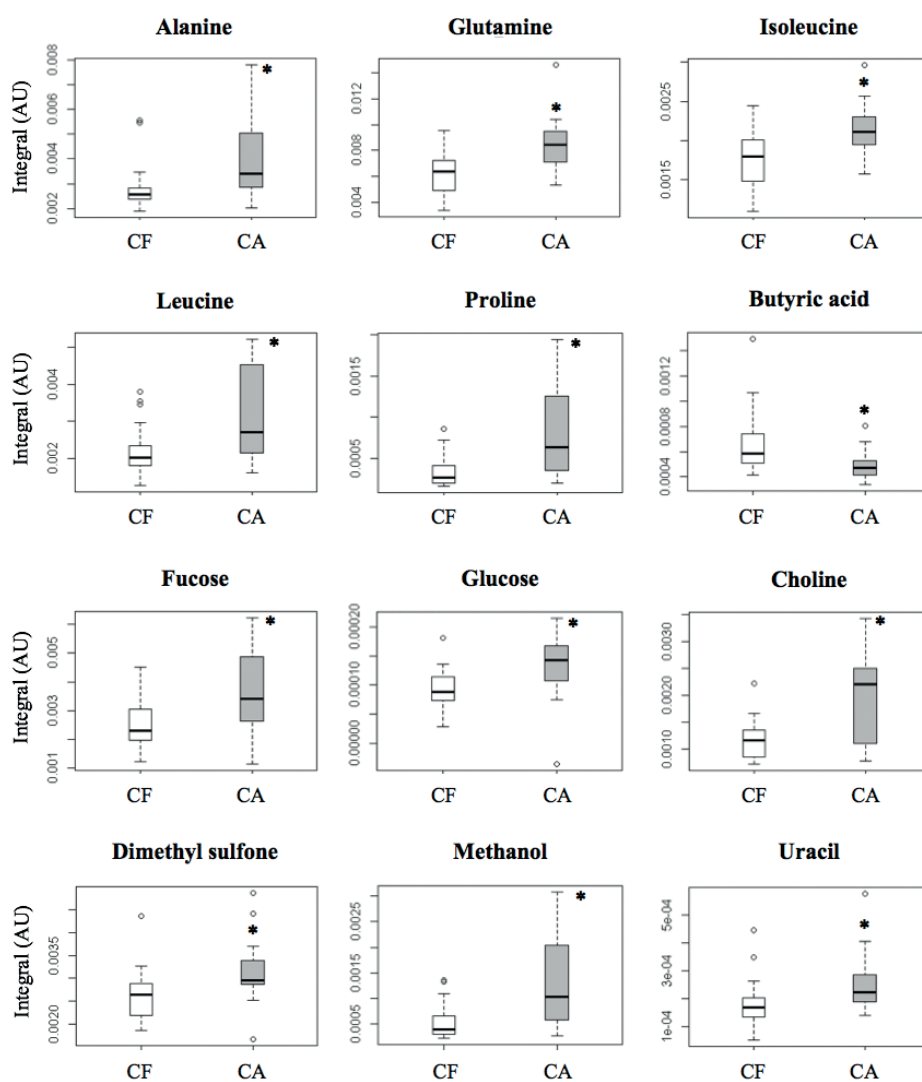 Alanine Glutamine Isoleucine
Integral (AU)
0.002 0.004 0.006 0.008
*
0.004 0.008 0.012
*
0.0015 0.0025
*
CF CA CF CA CF CA
Leucine Proline Butyric acid
Integral (AU)
0.002 0.004
*
0.0005 0.0015
*
0.0004 0.0008 0.0012
*
CF CA CF CA CF CA
Fucose Glucose Choline
Integral (AU)
0.001 0.003 0.005
*
0.00000 0.00010 0.00020
*
0.0010 0.0020 0.0030
*
CF CA CF CA CF CA
Dimethyl sulfone Methanol Uracil
Integral (AU)
0.0020 0.0035
*
0.0005 0.0015 0.0025
*
1e-04 3e-04 5e-04
*
CF CA CF CA CF CA